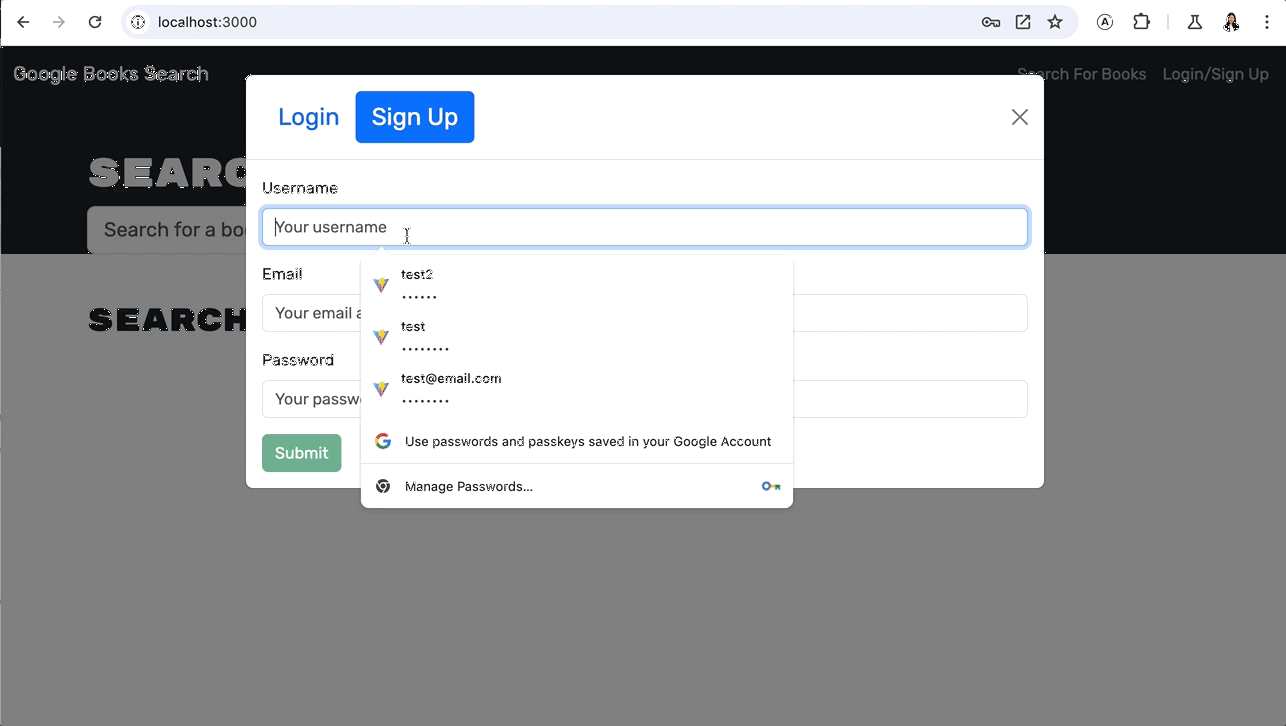 localhost:3000
Google Books Search
Search For Books Login/Sign Up
Login Sign Up
SEARC
Username
Search for a boo
Your username
Email
test2
••••••
Your email a
SEARCH
test
••••••••
Password
test@email.com
••••••••
Your passwo
Use passwords and passkeys saved in your Google Account
Submit
Manage Passwords...